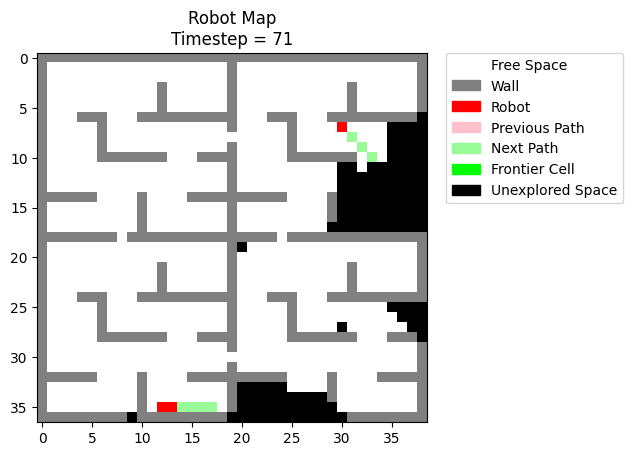 Robot Map
Timestep = 71
Free Space
Wall
Robot
Previous Path
Next Path
Frontier Cell
Unexplored Space
0
5
10
15
20
25
30
35
0 5 10 15 20 25 30 35